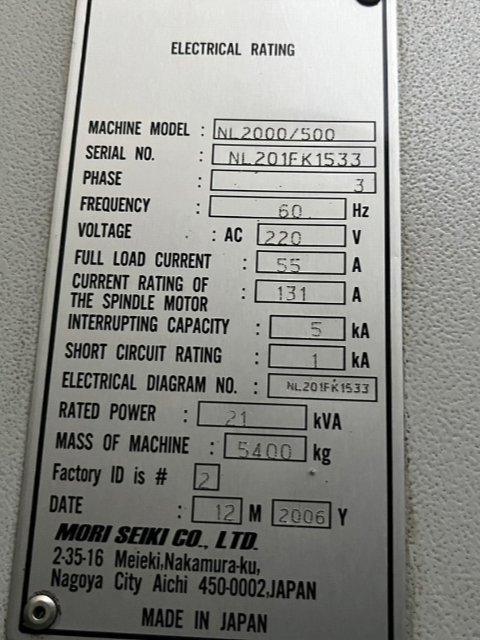 ELECTRICAL RATING
MACHINE MODEL : NL2000/500
SERIAL NO. : NL201FK1533
PHASE : 3
FREQUENCY : 60 Hz
VOLTAGE : AC 220 V
FULL LOAD CURRENT : 55 A
CURRENT RATING OF
THE SPINDLE MOTOR : 131 A
INTERRUPTING CAPACITY : 5 kA
SHORT CIRCUIT RATING : 1 kA
ELECTRICAL DIAGRAM NO. : NL201FK1533
RATED POWER : 21 kVA
MASS OF MACHINE : 5400 kg
Factory ID is # 2
DATE : 12 M 2006 Y
MORI SEIKI CO., LTD.
2-35-16 Meieki,Nakamura-ku,
Nagoya City Aichi 450-0002,JAPAN
MADE IN JAPAN